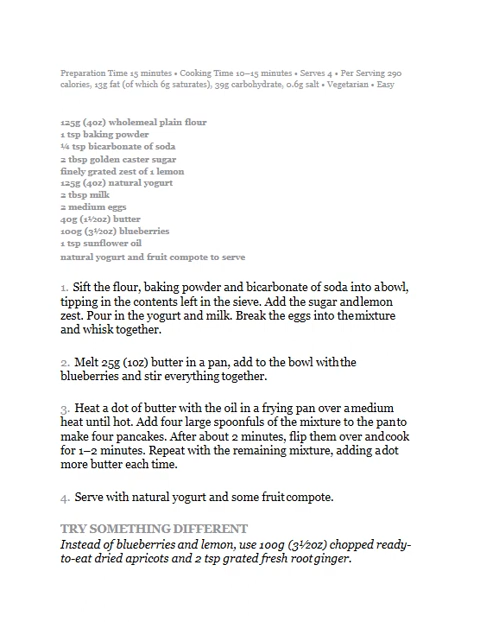 Preparation Time 15 minutes • Cooking Time 10–15 minutes • Serves 4 • Per Serving 290
calories, 13g fat (of which 6g saturates), 39g carbohydrate, 0.6g salt • Vegetarian • Easy
125g (4oz) wholemeal plain flour
1 tsp baking powder
¼ tsp bicarbonate of soda
2 tbsp golden caster sugar
finely grated zest of 1 lemon
125g (4oz) natural yogurt
2 tbsp milk
2 medium eggs
40g (1½oz) butter
100g (3½oz) blueberries
1 tsp sunflower oil
natural yogurt and fruit compote to serve
1. Sift the flour, baking powder and bicarbonate of soda into a bowl,
tipping in the contents left in the sieve. Add the sugar and lemon
zest. Pour in the yogurt and milk. Break the eggs into the mixture
and whisk together.
2. Melt 25g (1oz) butter in a pan, add to the bowl with the
blueberries and stir everything together.
3. Heat a dot of butter with the oil in a frying pan over a medium
heat until hot. Add four large spoonfuls of the mixture to the pan to
make four pancakes. After about 2 minutes, flip them over and cook
for 1–2 minutes. Repeat with the remaining mixture, adding a dot
more butter each time.
4. Serve with natural yogurt and some fruit compote.
TRY SOMETHING DIFFERENT
Instead of blueberries and lemon, use 100g (3½oz) chopped ready-
to-eat dried apricots and 2 tsp grated fresh root ginger.